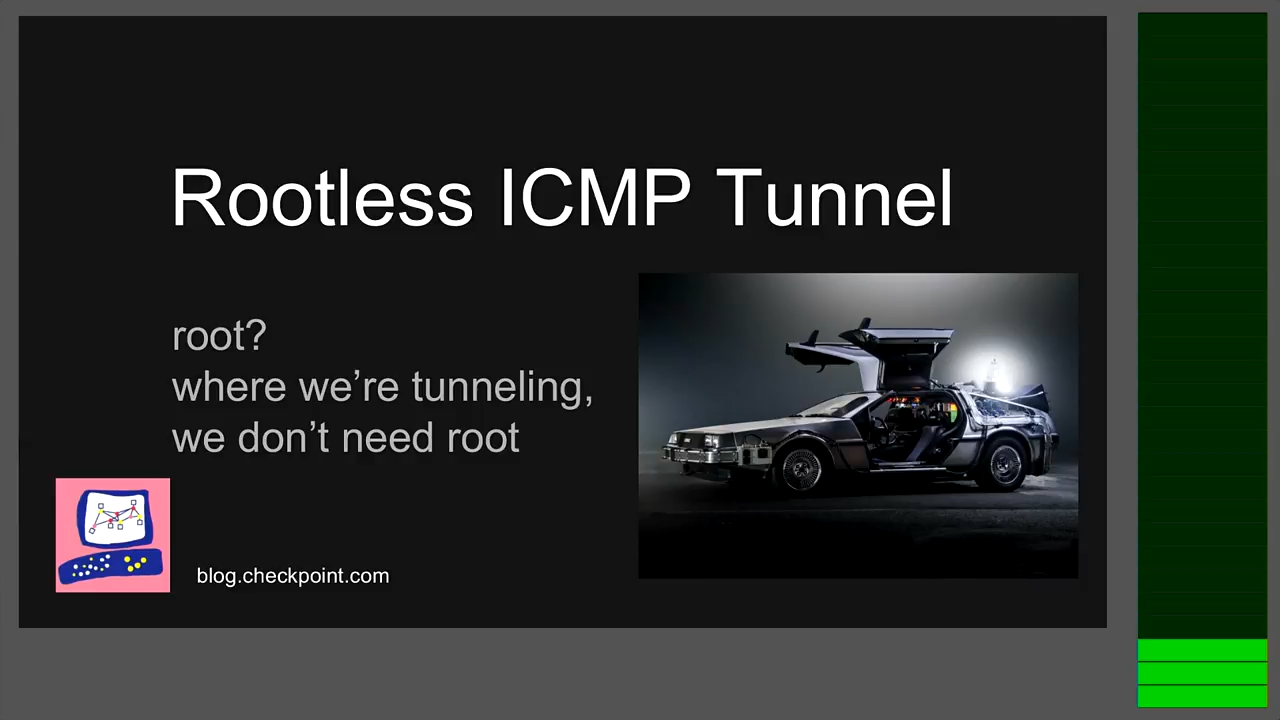 Rootless ICMP Tunnel
root?
where we’re tunneling,
we don’t need root
blog.checkpoint.com